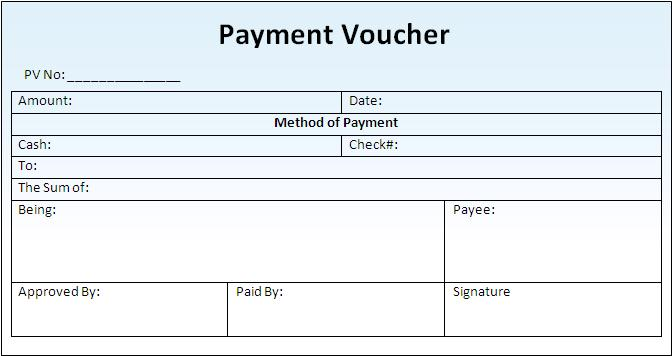 Payment Voucher
PV No: _______________
Amount: Date:
Method of Payment
Cash: Check#:
To:
The Sum of:
Being: Payee:
Approved By: Paid By: Signature